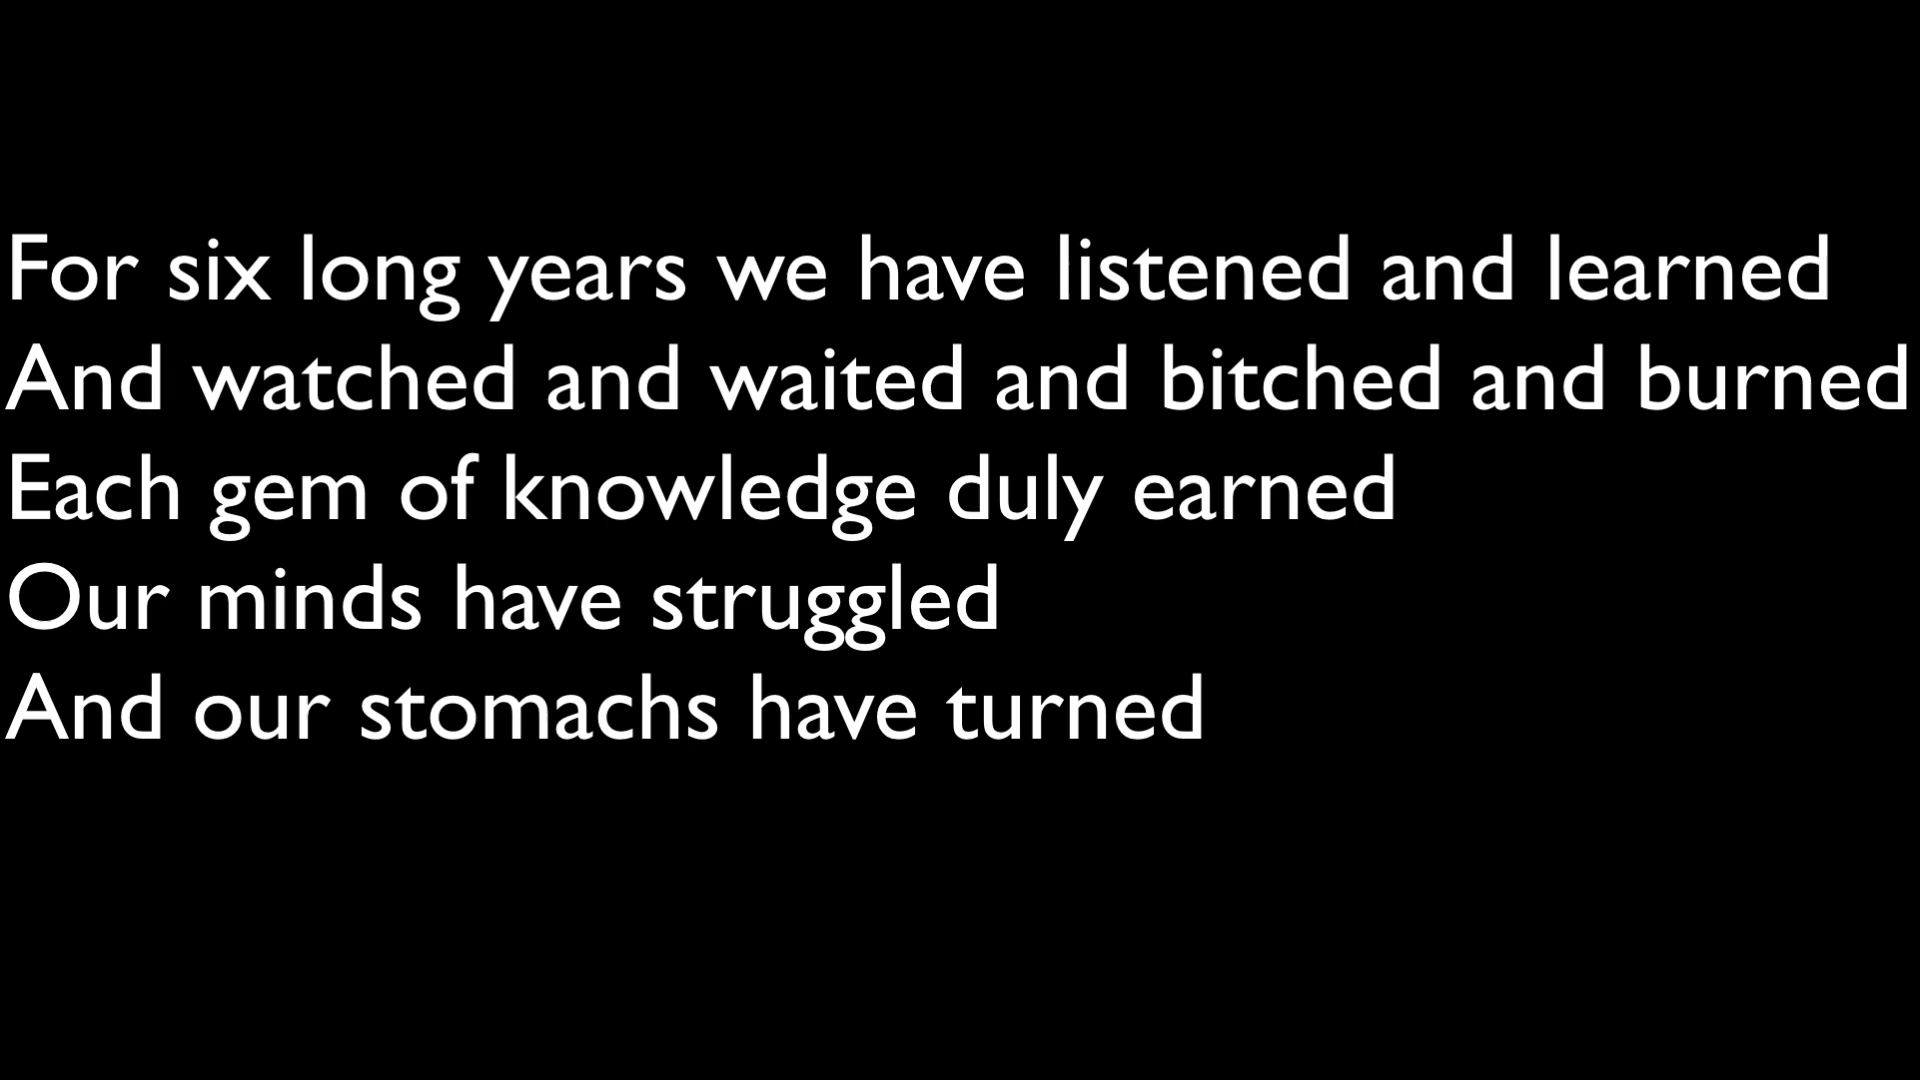 For six long years we have listened and learned
And watched and waited and bitched and burned
Each gem of knowledge duly earned
Our minds have struggled
And our stomachs have turned